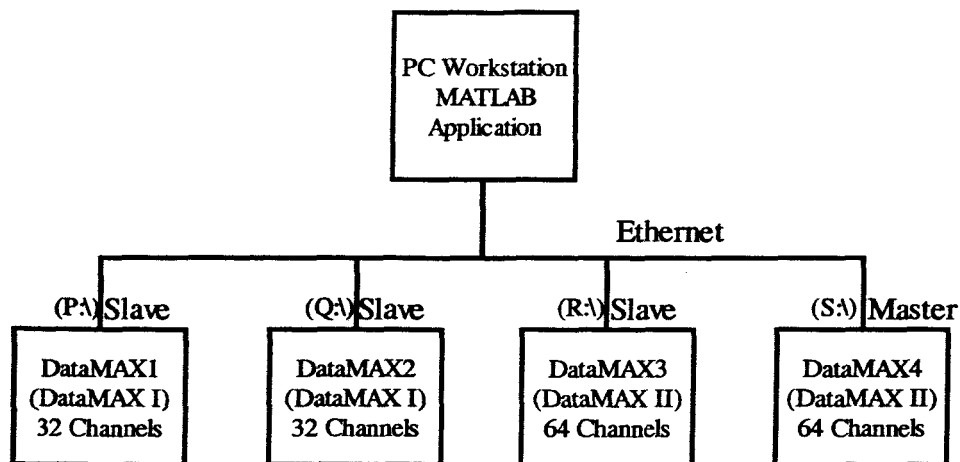 PC Workstation
MATLAB
Application
Ethernet
(P:\) Slave
(Q:\) Slave
(R:\) Slave
(S:\) Master
DataMAX1
(DataMAX I)
32 Channels
DataMAX2
(DataMAX I)
32 Channels
DataMAX3
(DataMAX II)
64 Channels
DataMAX4
(DataMAX II)
64 Channels